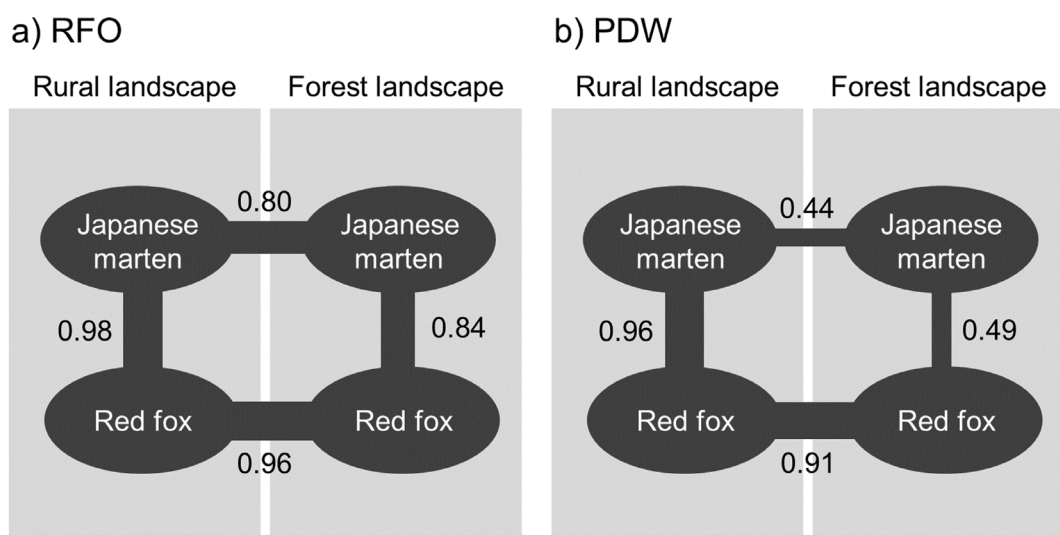 a) RFO
Rural landscape
Forest landscape
0.80
Japanese
marten
Japanese
marten
0.98
0.84
Red fox
Red fox
0.96
b) PDW
Rural landscape
Forest landscape
0.44
Japanese
marten
Japanese
marten
0.96
0.49
Red fox
Red fox
0.91